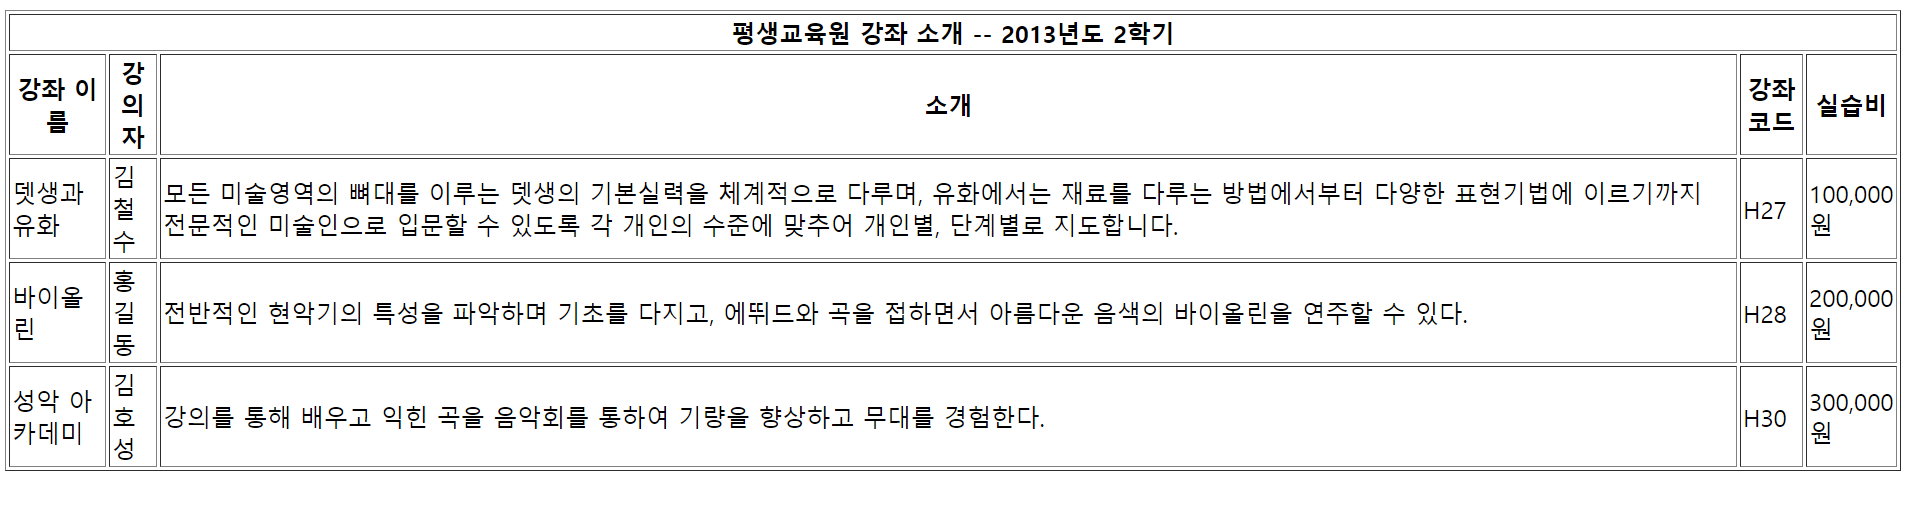 평생교육원 강좌 소개 -- 2013년도 2학기
강좌 이
름
강
의
자
소개
강좌
코드
실습비
뎃생과
유화
김
철
수
모든 미술영역의 뼈대를 이루는 뎃생의 기본실력을 체계적으로 다루며, 유화에서는 재료를 다루는 방법에서부터 다양한 표현기법에 이르기까지
전문적인 미술인으로 입문할 수 있도록 각 개인의 수준에 맞추어 개인별, 단계별로 지도합니다.
H27
100,000
원
바이올
린
홍
길
동
전반적인 현악기의 특성을 파악하며 기초를 다지고, 에뛰드와 곡을 접하면서 아름다운 음색의 바이올린을 연주할 수 있다.
H28
200,000
원
성악 아
카데미
김
호
성
강의를 통해 배우고 익힌 곡을 음악회를 통하여 기량을 향상하고 무대를 경험한다.
H30
300,000
원